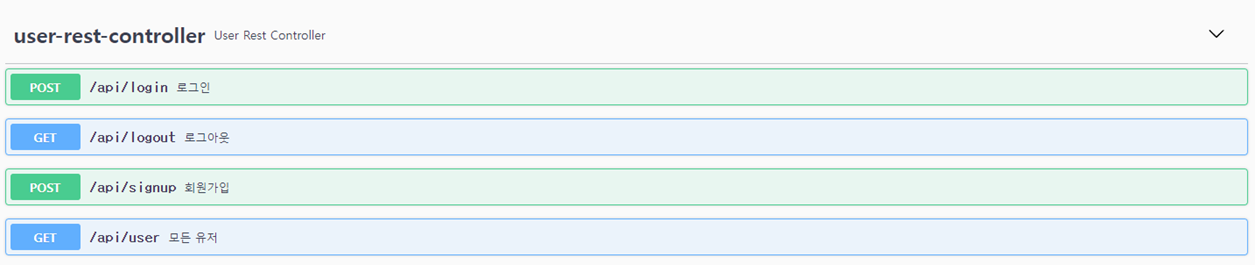 user-rest-controller User Rest Controller
POST /api/login 로그인
GET /api/logout 로그아웃
POST /api/signup 회원가입
GET /api/user 모든 유저